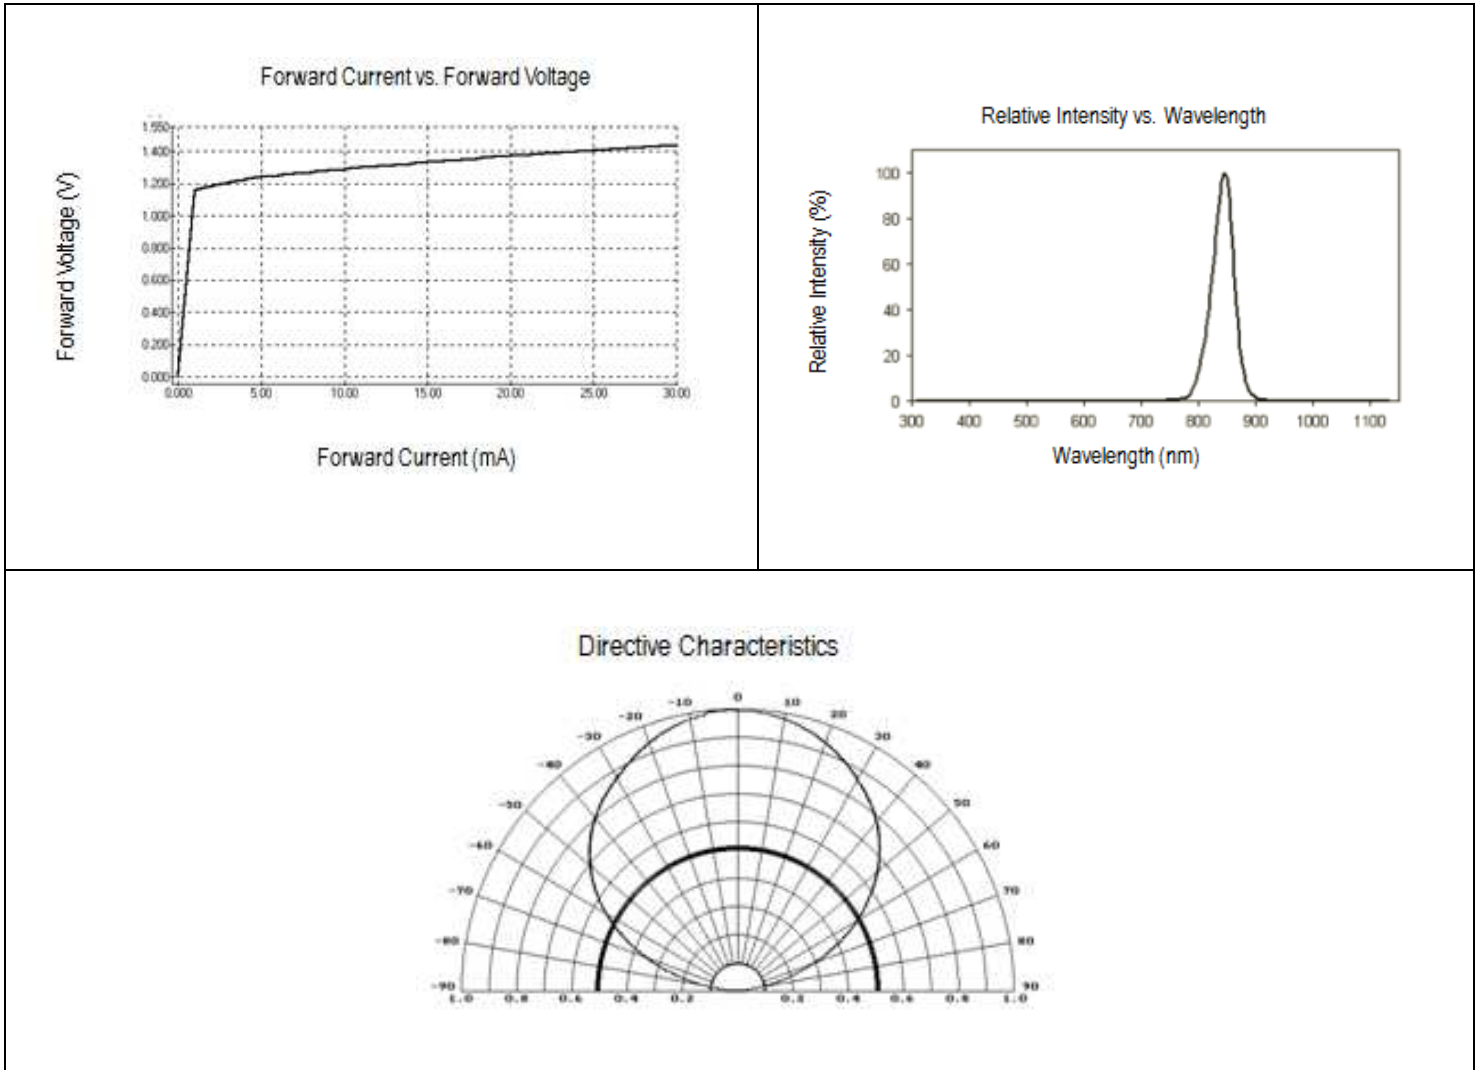 Forward Current vs. Forward Voltage
1.550
1.400
1.200
1.000
0.800
0.600
0.400
0.200
0.000
Forward Voltage (V)
0.000 5.00 10.00 15.00 20.00 25.00 30.00
Forward Current (mA)
Relative Intensity vs. Wavelength
100
80
60
40
20
0
Relative Intensity (%)
300 400 500 600 700 800 900 1000 1100
Wavelength (nm)
Directive Characteristics
-10 0 10
-20 20
-30 30
-40 40
-50 50
-60 60
-70 70
-80 80
-90 90
1.0 0.8 0.6 0.4 0.2 0.2 0.4 0.6 0.8 1.0